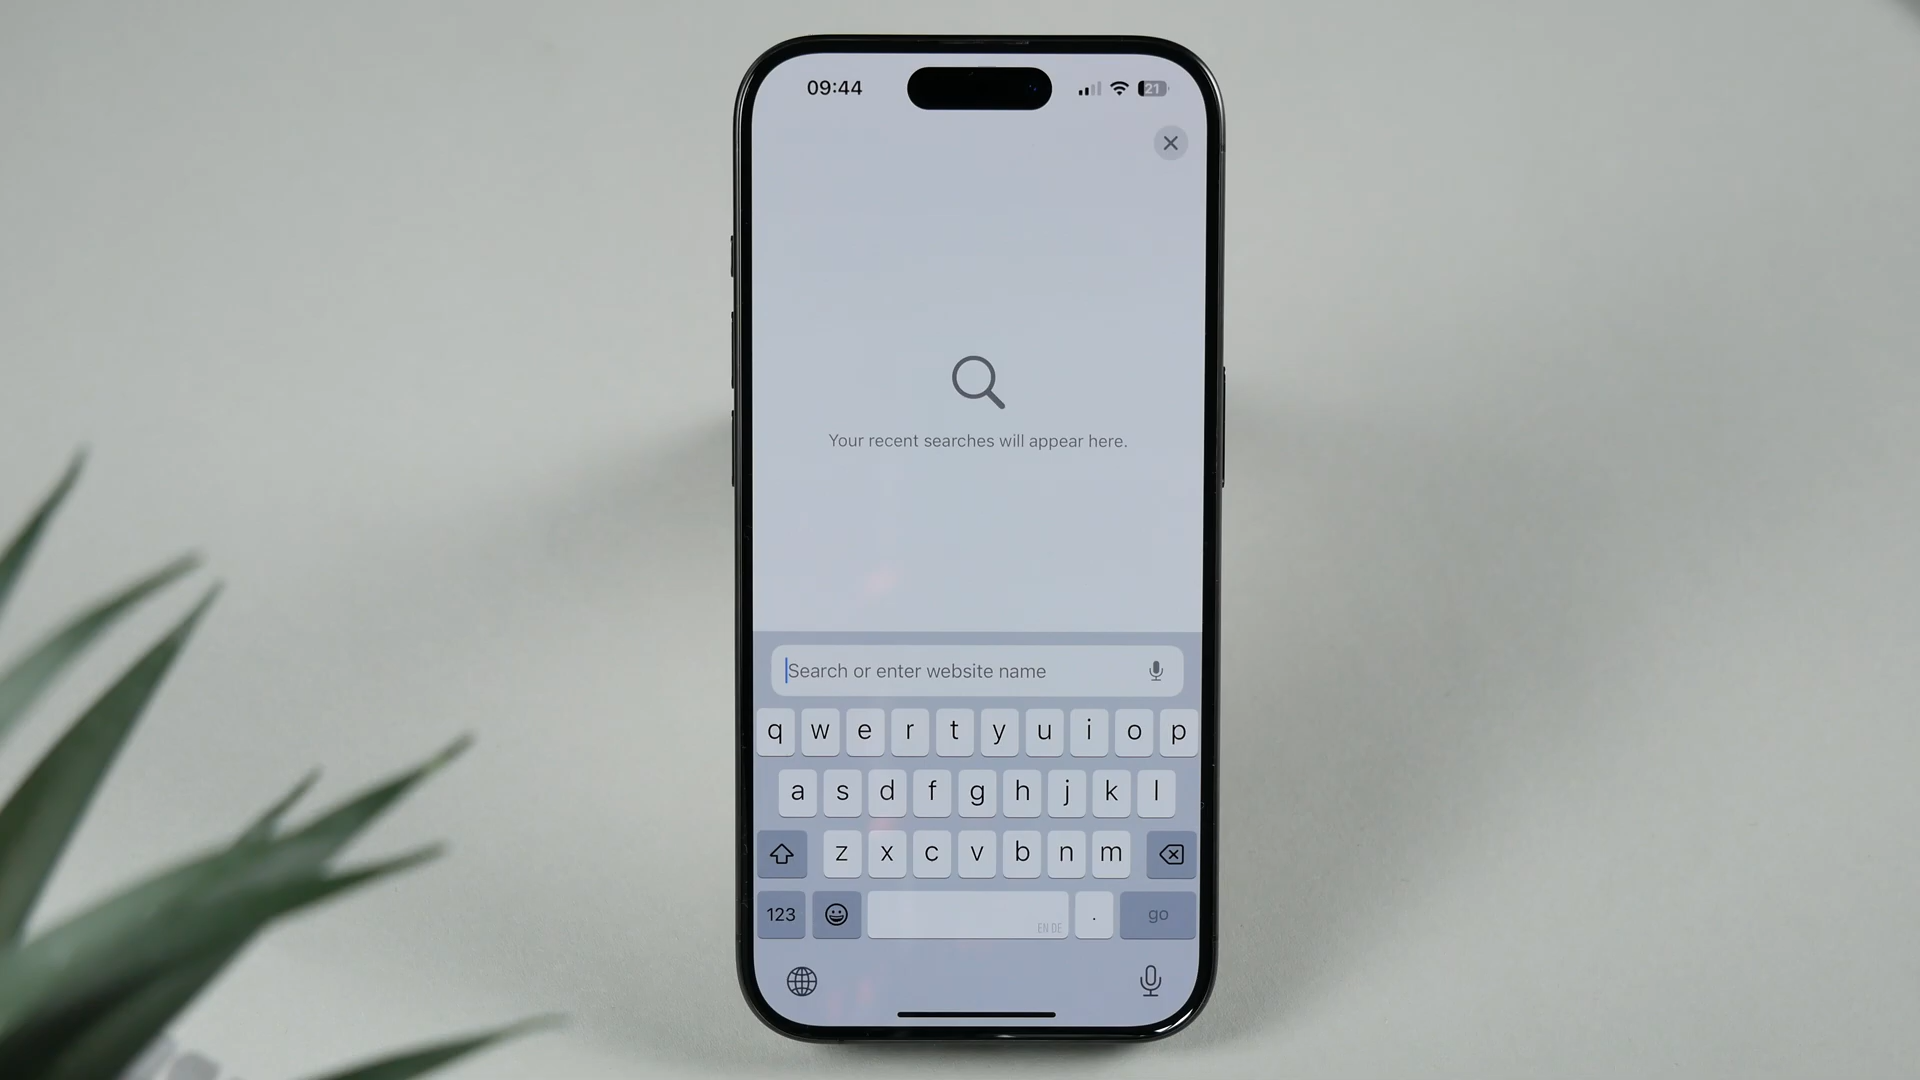 09:44
21
Your recent searches will appear here.
Search or enter website name
q w e r t y u i o p
a s d f g h j k l
z x c v b n m
123 EN DE . go